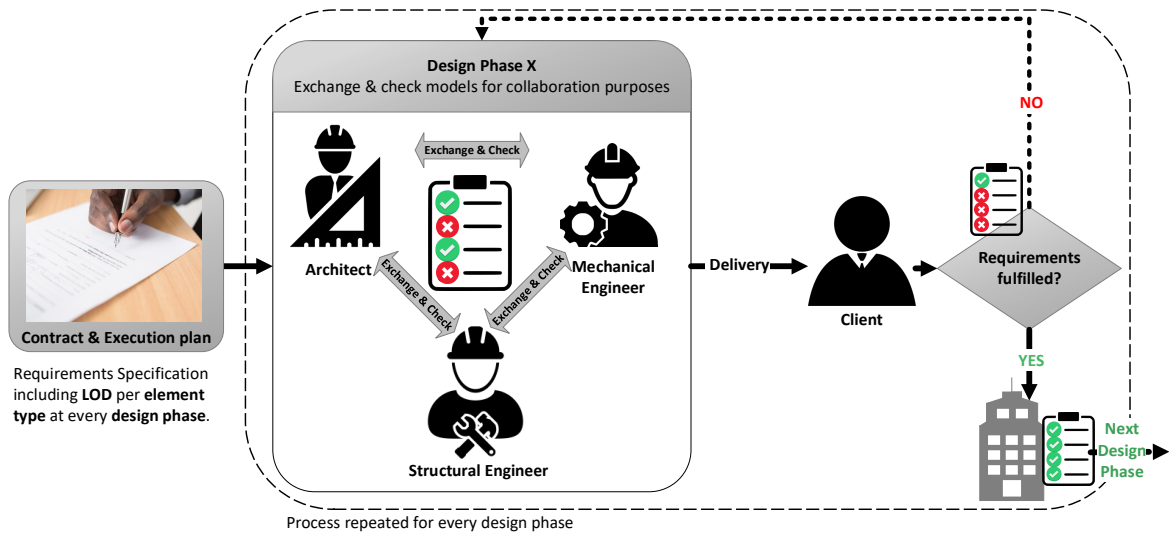 Design Phase X
Exchange & check models for collaboration purposes
NO
Exchange & Check
Architect
Mechanical
Engineer
Exchange & Check
Exchange & Check
Structural Engineer
Delivery
Client
Requirements
fulfilled?
YES
Next
Design
Phase
Contract & Execution plan
Requirements Specification
including LOD per element
type at every design phase.
Process repeated for every design phase